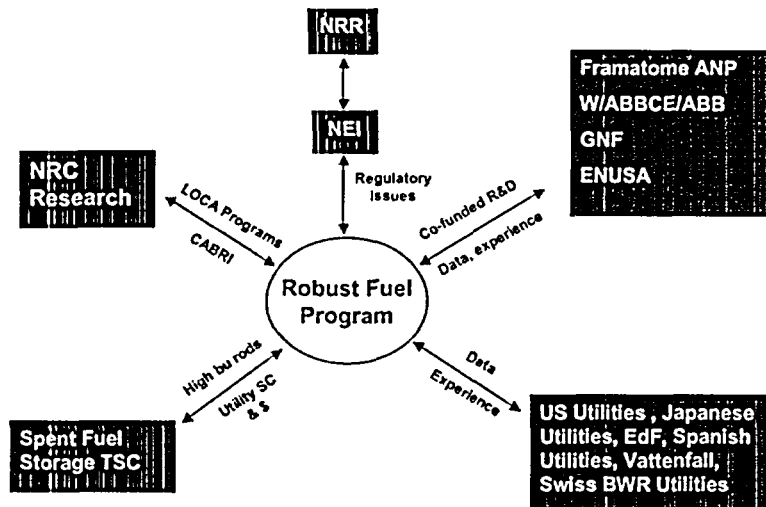 NRR
NEI
Regulatory
Issues
Framatome ANP
W/ABBCE/ABB
GNF
ENUSA
NRC
Research
LOCA Programs
CABRI
Co-funded R&D
Data, experience
Robust Fuel
Program
High bu rods
Utility SC
& $
Data
Experience
Spent Fuel
Storage TSC
US Utilities , Japanese
Utilities, EdF, Spanish
Utilities, Vattenfall,
Swiss BWR Utilities